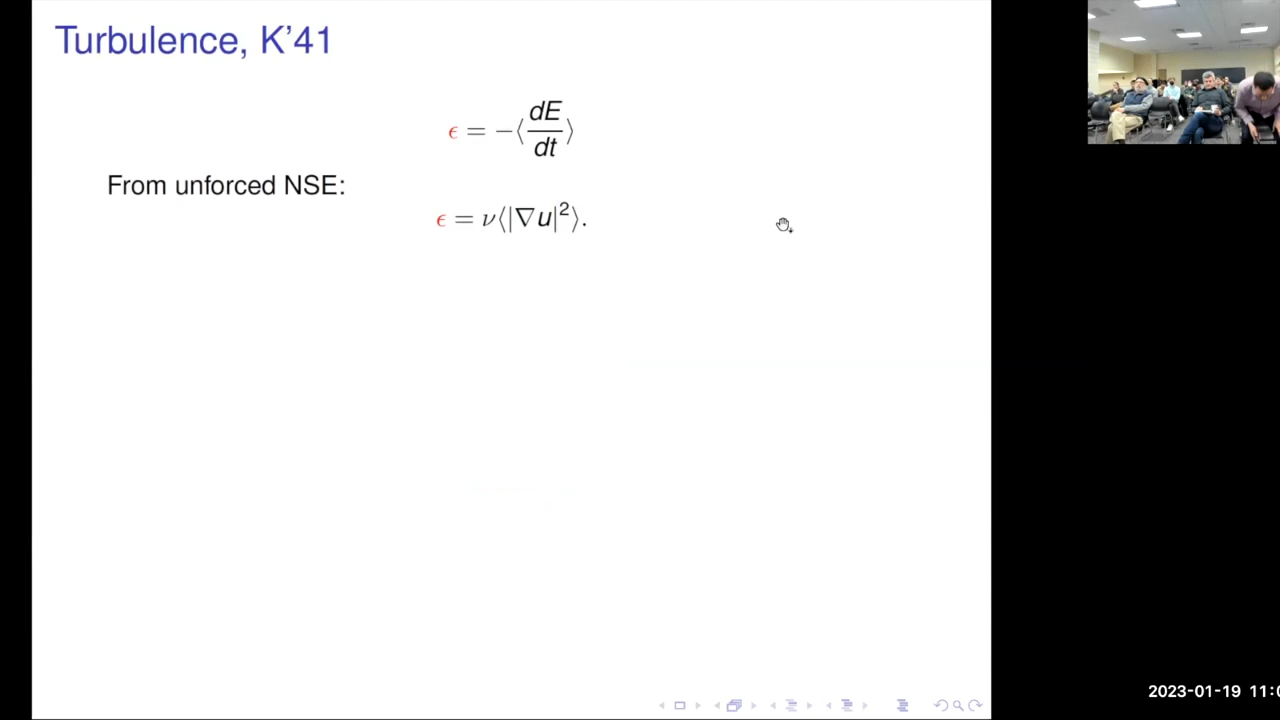 Turbulence, K'41
ϵ = −⟨dE/dt⟩
From unforced NSE:
ϵ = ν⟨|∇u|²⟩.
2023-01-19 11:0